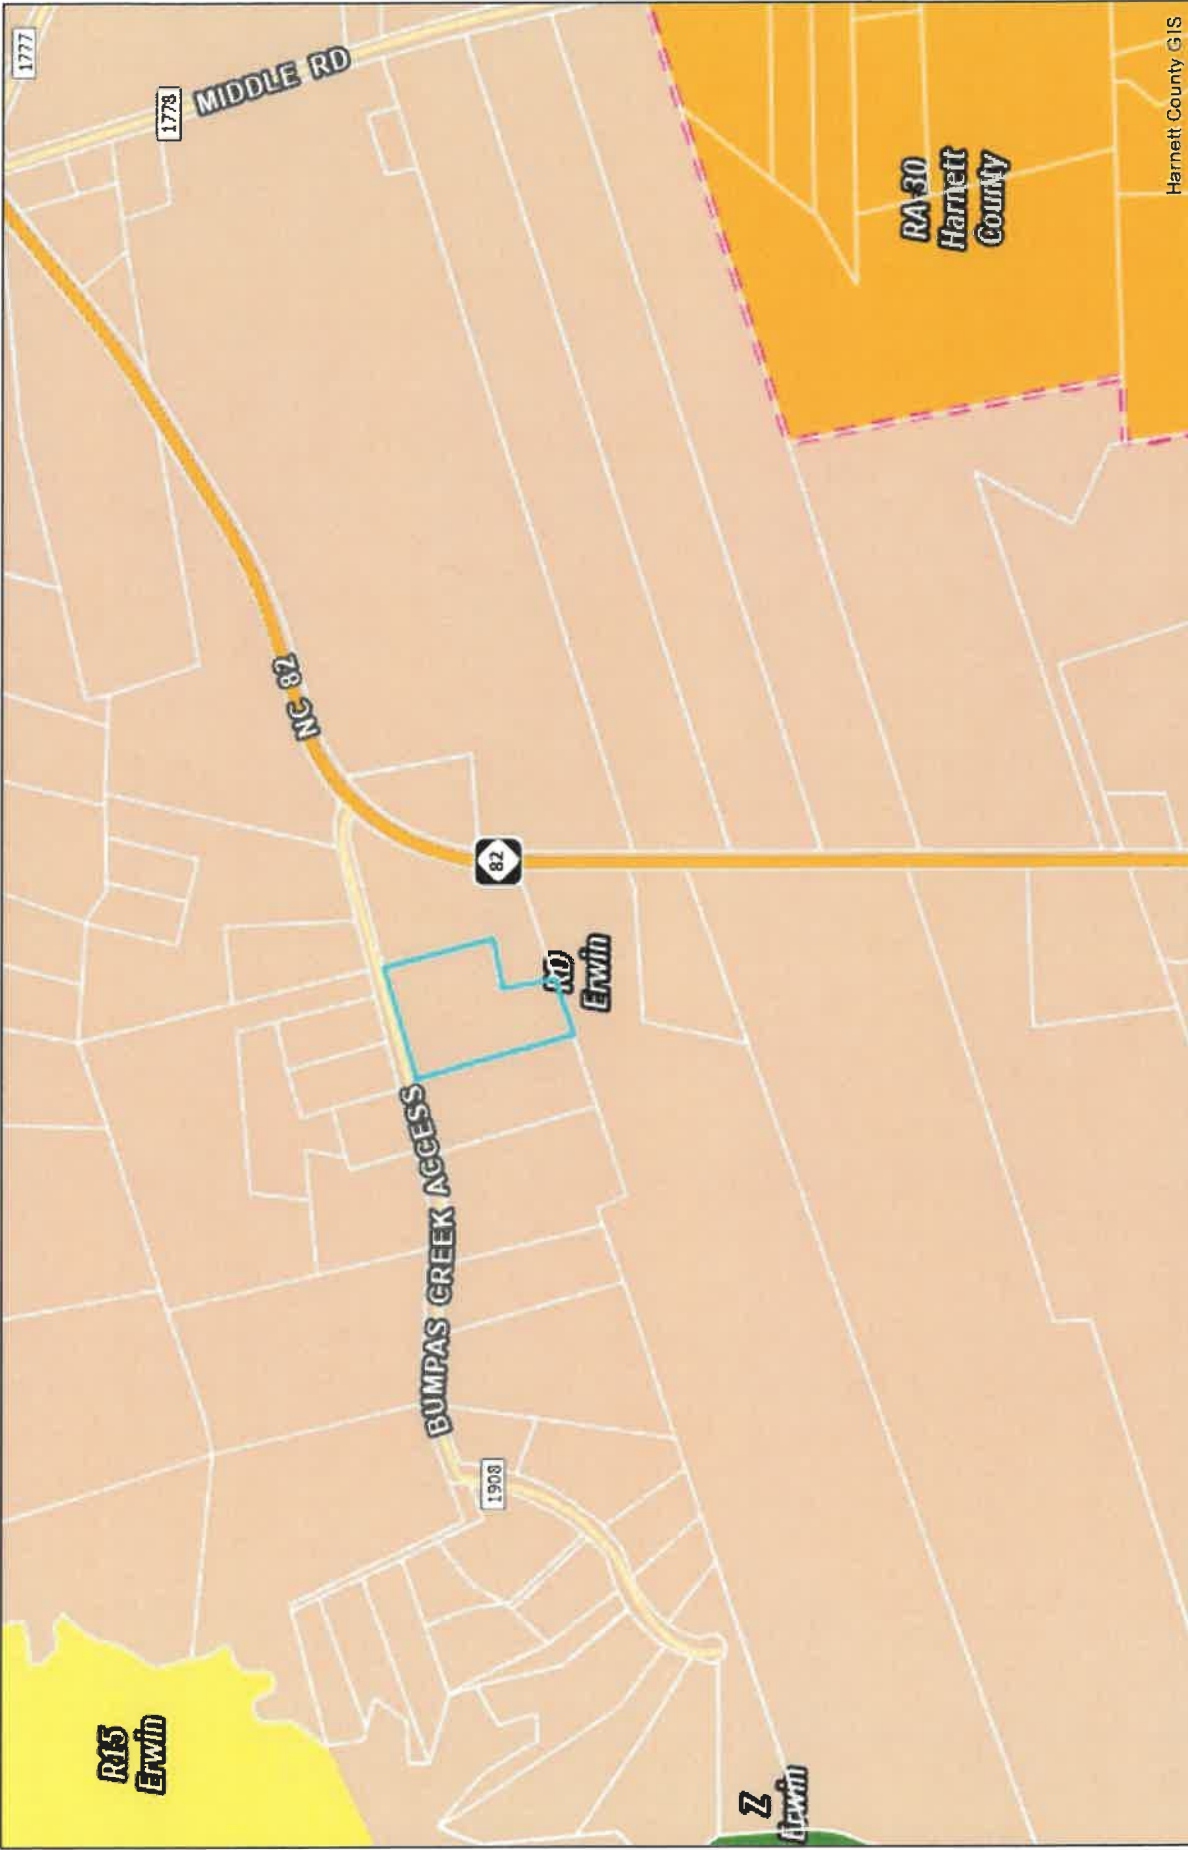 1777
R15
Erwin
1778
MIDDLE RD
NC 82
BUMPAS CREEK ACCESS
1908
82
Erwin
Z
Erwin
RA-30
Harnett
County
Harnett County GIS